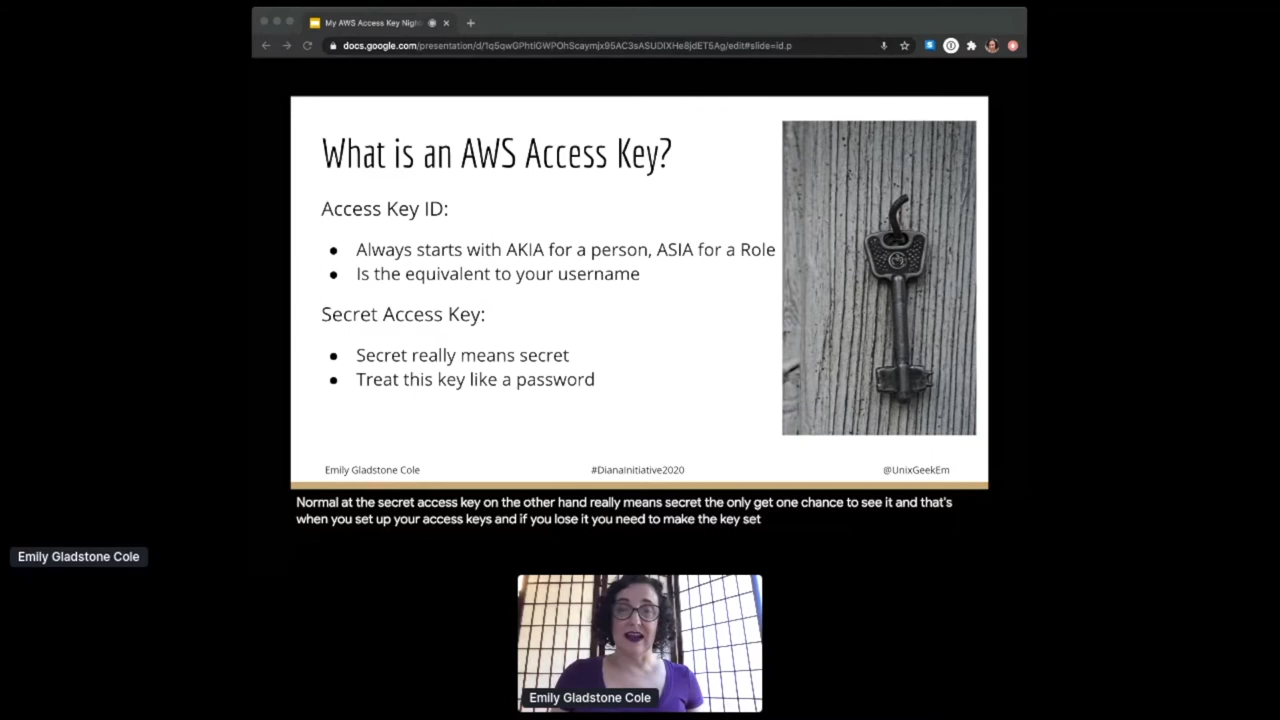 My AWS Access Key Nigh
docs.google.com/presentation/d/1q5qwGPhtlGWPOhScaymjx95AC3sASUDIXHe8jdET5Ag/edit#slide=id.p
What is an AWS Access Key?
Access Key ID:
● Always starts with AKIA for a person, ASIA for a Role
● Is the equivalent to your username
Secret Access Key:
● Secret really means secret
● Treat this key like a password
Emily Gladstone Cole
#DianaInitiative2020
@UnixGeekEm
Normal at the secret access key on the other hand really means secret the only get one chance to see it and that's
when you set up your access keys and if you lose it you need to make the key set
Emily Gladstone Cole
Emily Gladstone Cole